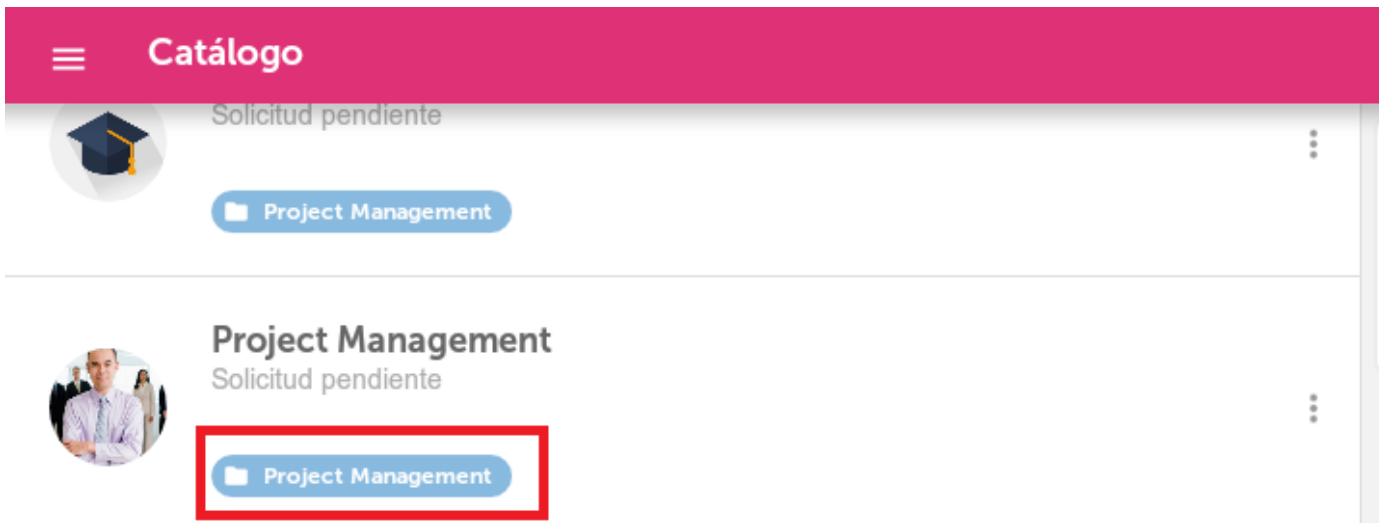 Catálogo
Solicitud pendiente
Project Management
Project Management
Solicitud pendiente
Project Management